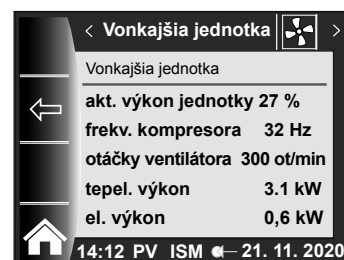 < Vonkajšia jednotka >
Vonkajšia jednotka
akt. výkon jednotky 27 %
frekv. kompresora 32 Hz
otáčky ventilátora 300 ot/min
tepel. výkon 3.1 kW
el. výkon 0,6 kW
14:12 PV ISM 21. 11. 2020